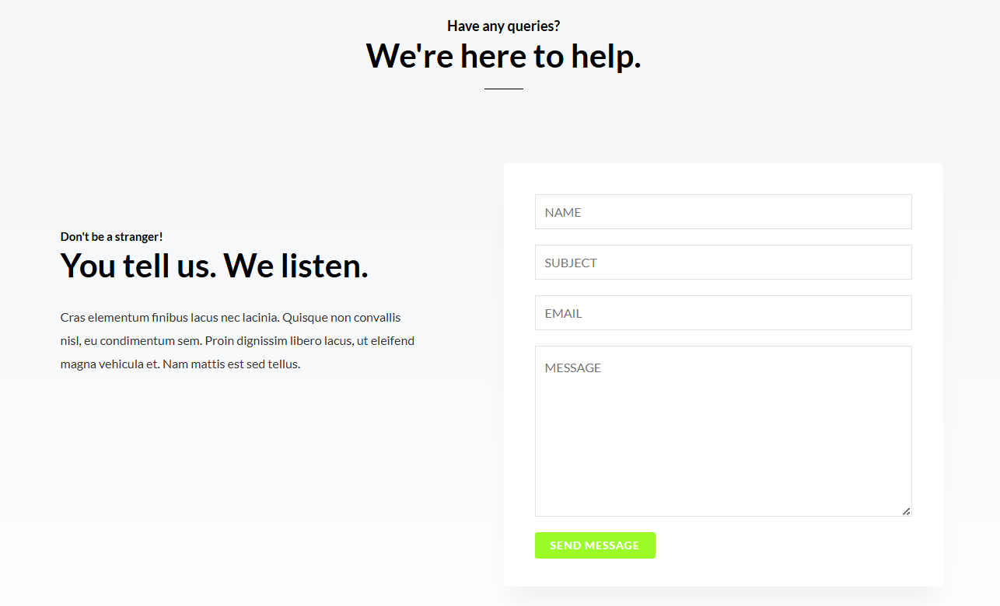 Have any queries?
We're here to help.
Don't be a stranger!
You tell us. We listen.
Cras elementum finibus lacus nec lacinia. Quisque non convallis
nisl, eu condimentum sem. Proin dignissim libero lacus, ut eleifend
magna vehicula et. Nam mattis est sed tellus.
NAME
SUBJECT
EMAIL
MESSAGE
SEND MESSAGE